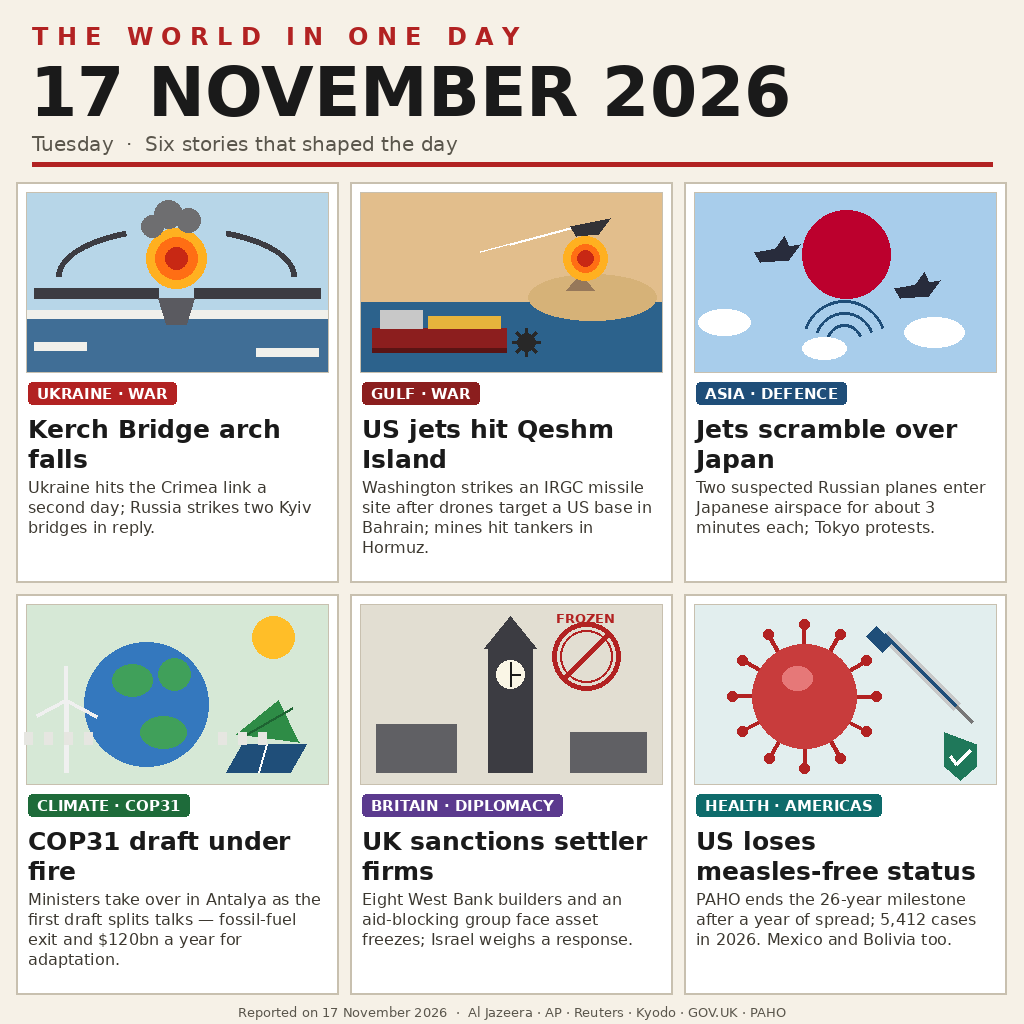 THE WORLD IN ONE DAY
17 NOVEMBER 2026
Tuesday · Six stories that shaped the day
UKRAINE · WAR
Kerch Bridge arch
falls
Ukraine hits the Crimea link a
second day; Russia strikes two Kyiv
bridges in reply.
GULF · WAR
US jets hit Qeshm
Island
Washington strikes an IRGC missile
site after drones target a US base in
Bahrain; mines hit tankers in
Hormuz.
ASIA · DEFENCE
Jets scramble over
Japan
Two suspected Russian planes enter
Japanese airspace for about 3
minutes each; Tokyo protests.
CLIMATE · COP31
COP31 draft under
fire
Ministers take over in Antalya as the
first draft splits talks — fossil-fuel
exit and $120bn a year for
adaptation.
FROZEN
BRITAIN · DIPLOMACY
UK sanctions settler
firms
Eight West Bank builders and an
aid-blocking group face asset
freezes; Israel weighs a response.
HEALTH · AMERICAS
US loses
measles-free status
PAHO ends the 26-year milestone
after a year of spread; 5,412 cases
in 2026. Mexico and Bolivia too.
Reported on 17 November 2026 · Al Jazeera · AP · Reuters · Kyodo · GOV.UK · PAHO